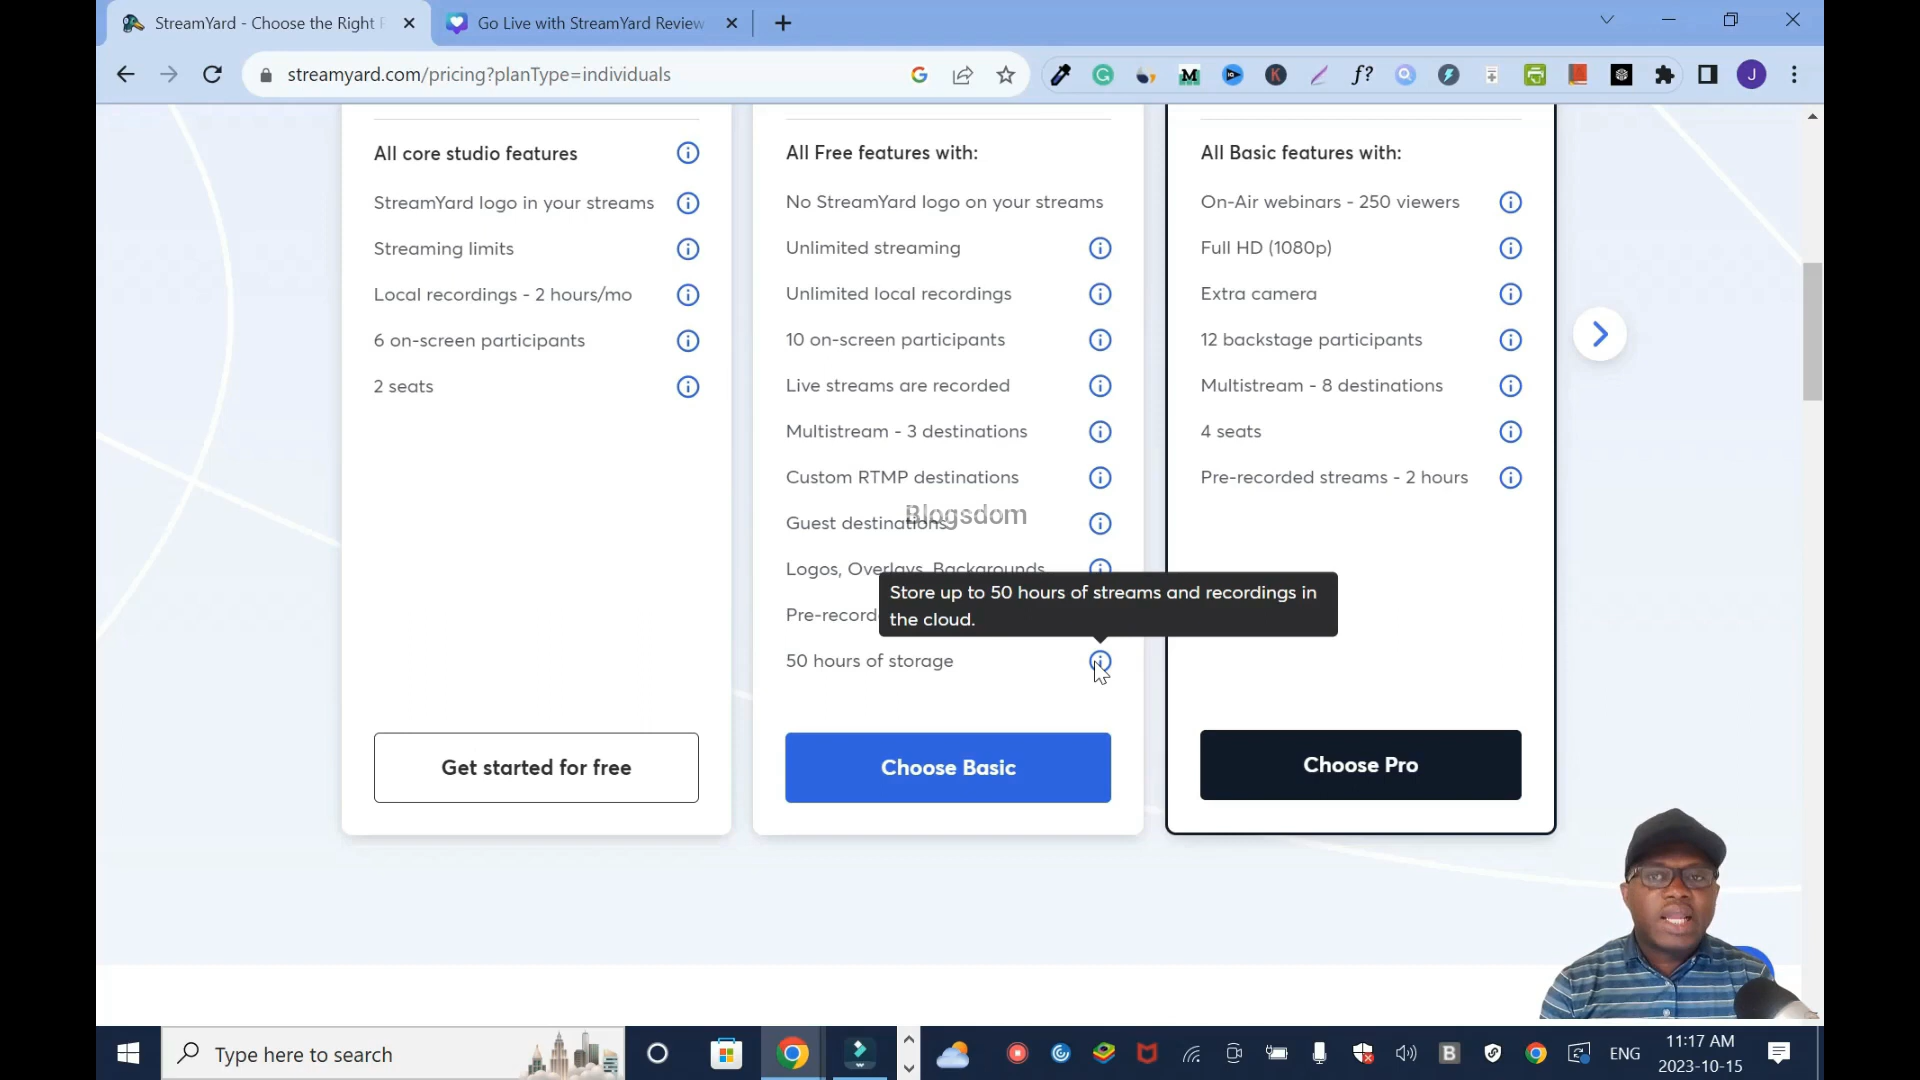 StreamYard - Choose the Right
Go Live with StreamYard Review
streamyard.com/pricing?planType=individuals
J
All core studio features
StreamYard logo in your streams
Streaming limits
Local recordings - 2 hours/mo
6 on-screen participants
2 seats
Get started for free
All Free features with:
No StreamYard logo on your streams
Unlimited streaming
Unlimited local recordings
10 on-screen participants
Live streams are recorded
Multistream - 3 destinations
Custom RTMP destinations
Guest destinations
Blogsdom
Logos, Overlays, Backgrounds
Store up to 50 hours of streams and recordings in
the cloud.
Pre-record
50 hours of storage
Choose Basic
All Basic features with:
On-Air webinars - 250 viewers
Full HD (1080p)
Extra camera
12 backstage participants
Multistream - 8 destinations
4 seats
Pre-recorded streams - 2 hours
Choose Pro
Type here to search
ENG
11:17 AM
2023-10-15